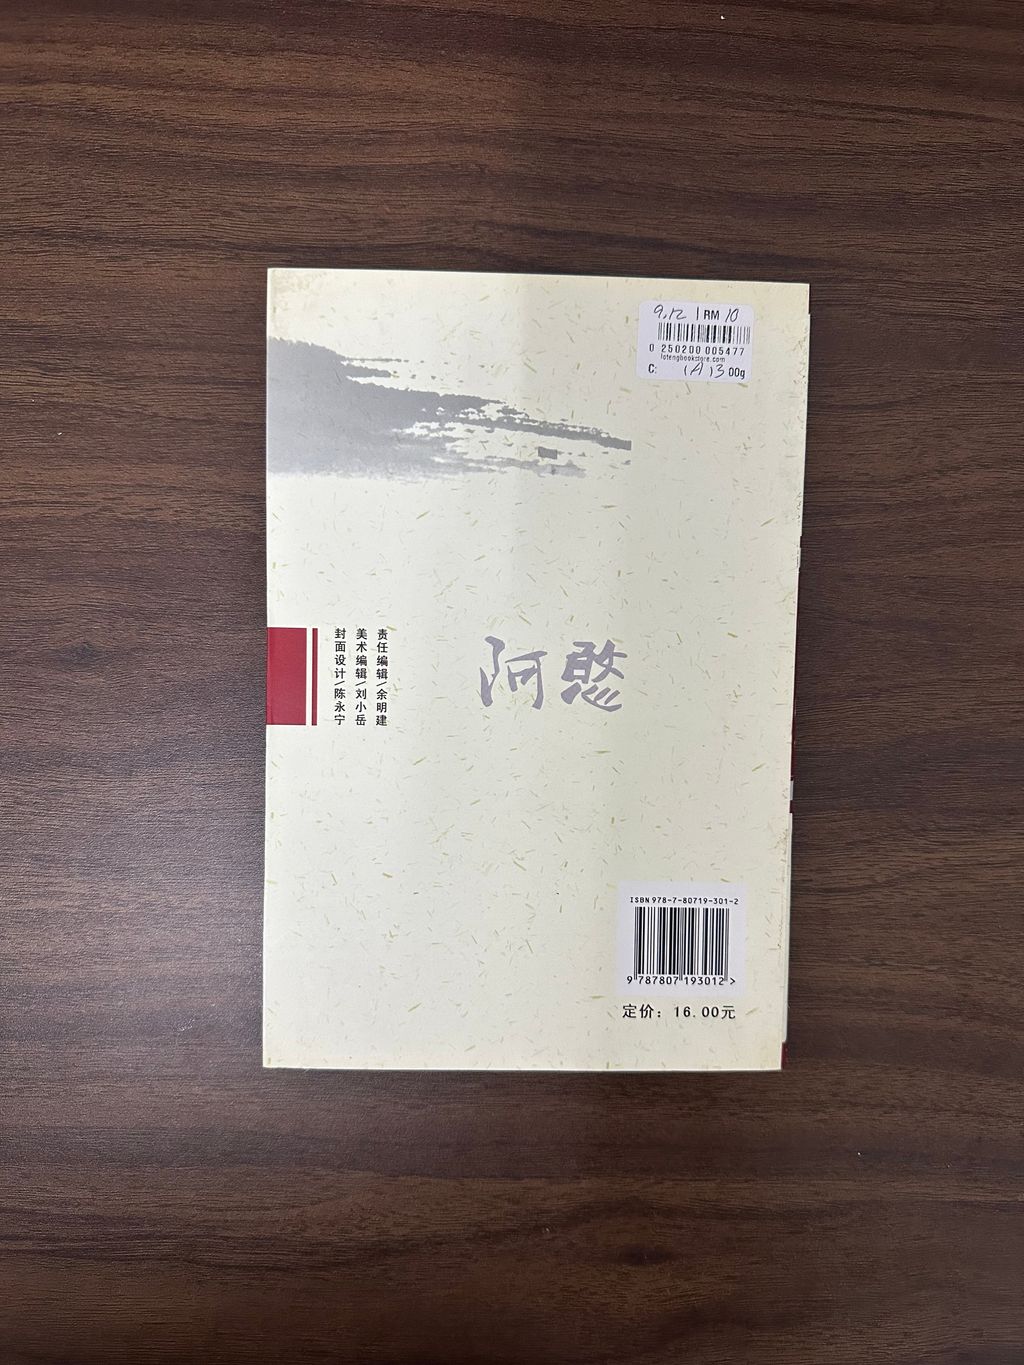 9.12 | RM 10
0 250200 005477
lotengbookstore.com
C: 1A13 00g
责任编辑/余明建
美术编辑/刘小岳
封面设计/陈永宁
阿憨
ISBN 978-7-80719-301-2
9 787807 193012 >
定价：16.00元